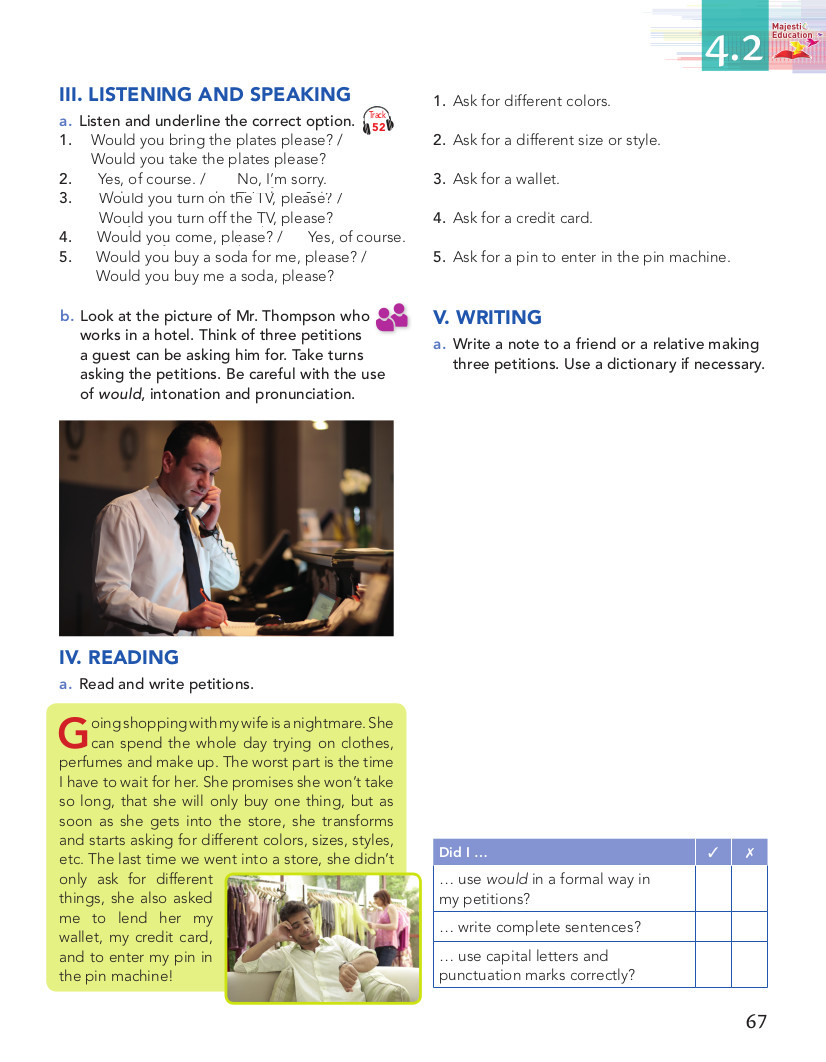 4.2
Majesti
Education
III. LISTENING AND SPEAKING
a. Listen and underline the correct option.
Track
52
1. Would you bring the plates please? /
Would you take the plates please?
2. Yes, of course. / No, I'm sorry.
3. Would you turn on the TV, please? /
Would you turn off the TV, please?
4. Would you come, please? / Yes, of course.
5. Would you buy a soda for me, please? /
Would you buy me a soda, please?
b. Look at the picture of Mr. Thompson who
works in a hotel. Think of three petitions
a guest can be asking him for. Take turns
asking the petitions. Be careful with the use
of would, intonation and pronunciation.
IV. READING
a. Read and write petitions.
Going shopping with my wife is a nightmare. She
can spend the whole day trying on clothes,
perfumes and make up. The worst part is the time
I have to wait for her. She promises she won't take
so long, that she will only buy one thing, but as
soon as she gets into the store, she transforms
and starts asking for different colors, sizes, styles,
etc. The last time we went into a store, she didn't
only ask for different
things, she also asked
me to lend her my
wallet, my credit card,
and to enter my pin in
the pin machine!
1. Ask for different colors.
2. Ask for a different size or style.
3. Ask for a wallet.
4. Ask for a credit card.
5. Ask for a pin to enter in the pin machine.
V. WRITING
a. Write a note to a friend or a relative making
three petitions. Use a dictionary if necessary.
Did I ... ✓ ✗
... use would in a formal way in
my petitions?
... write complete sentences?
... use capital letters and
punctuation marks correctly?
67